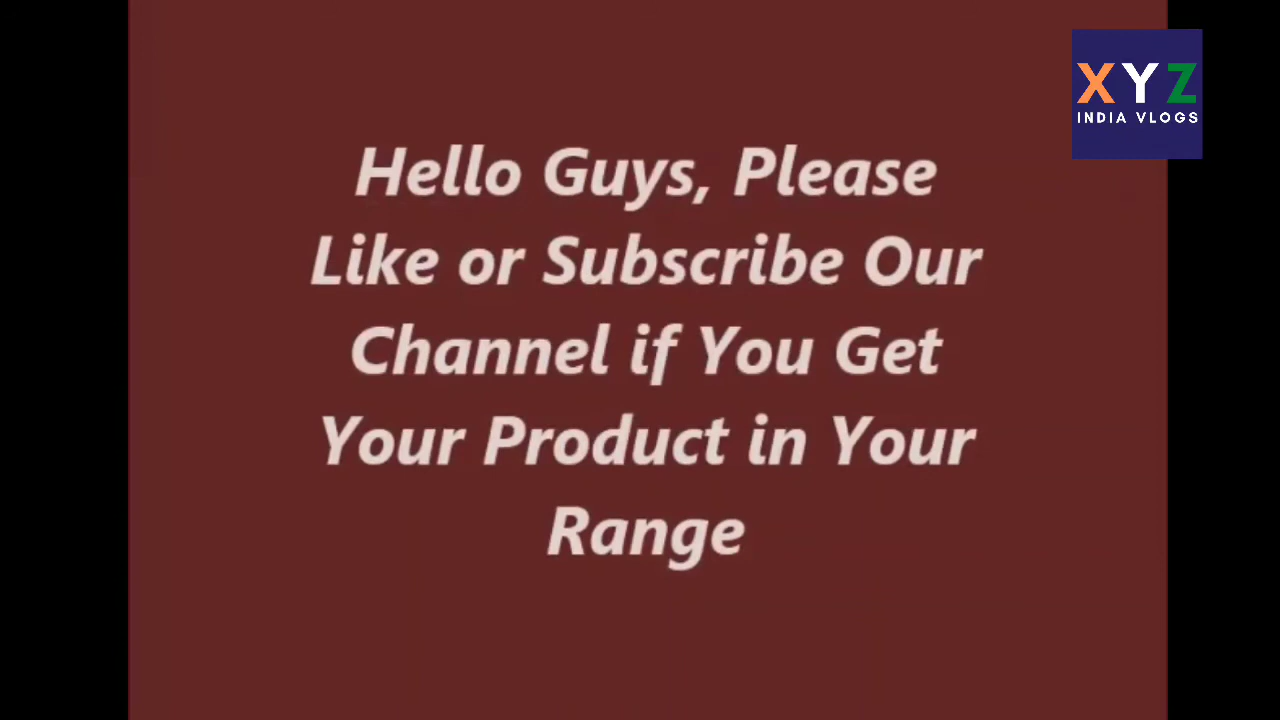 XYZ
INDIA VLOGS
Hello Guys, Please
Like or Subscribe Our
Channel if You Get
Your Product in Your
Range